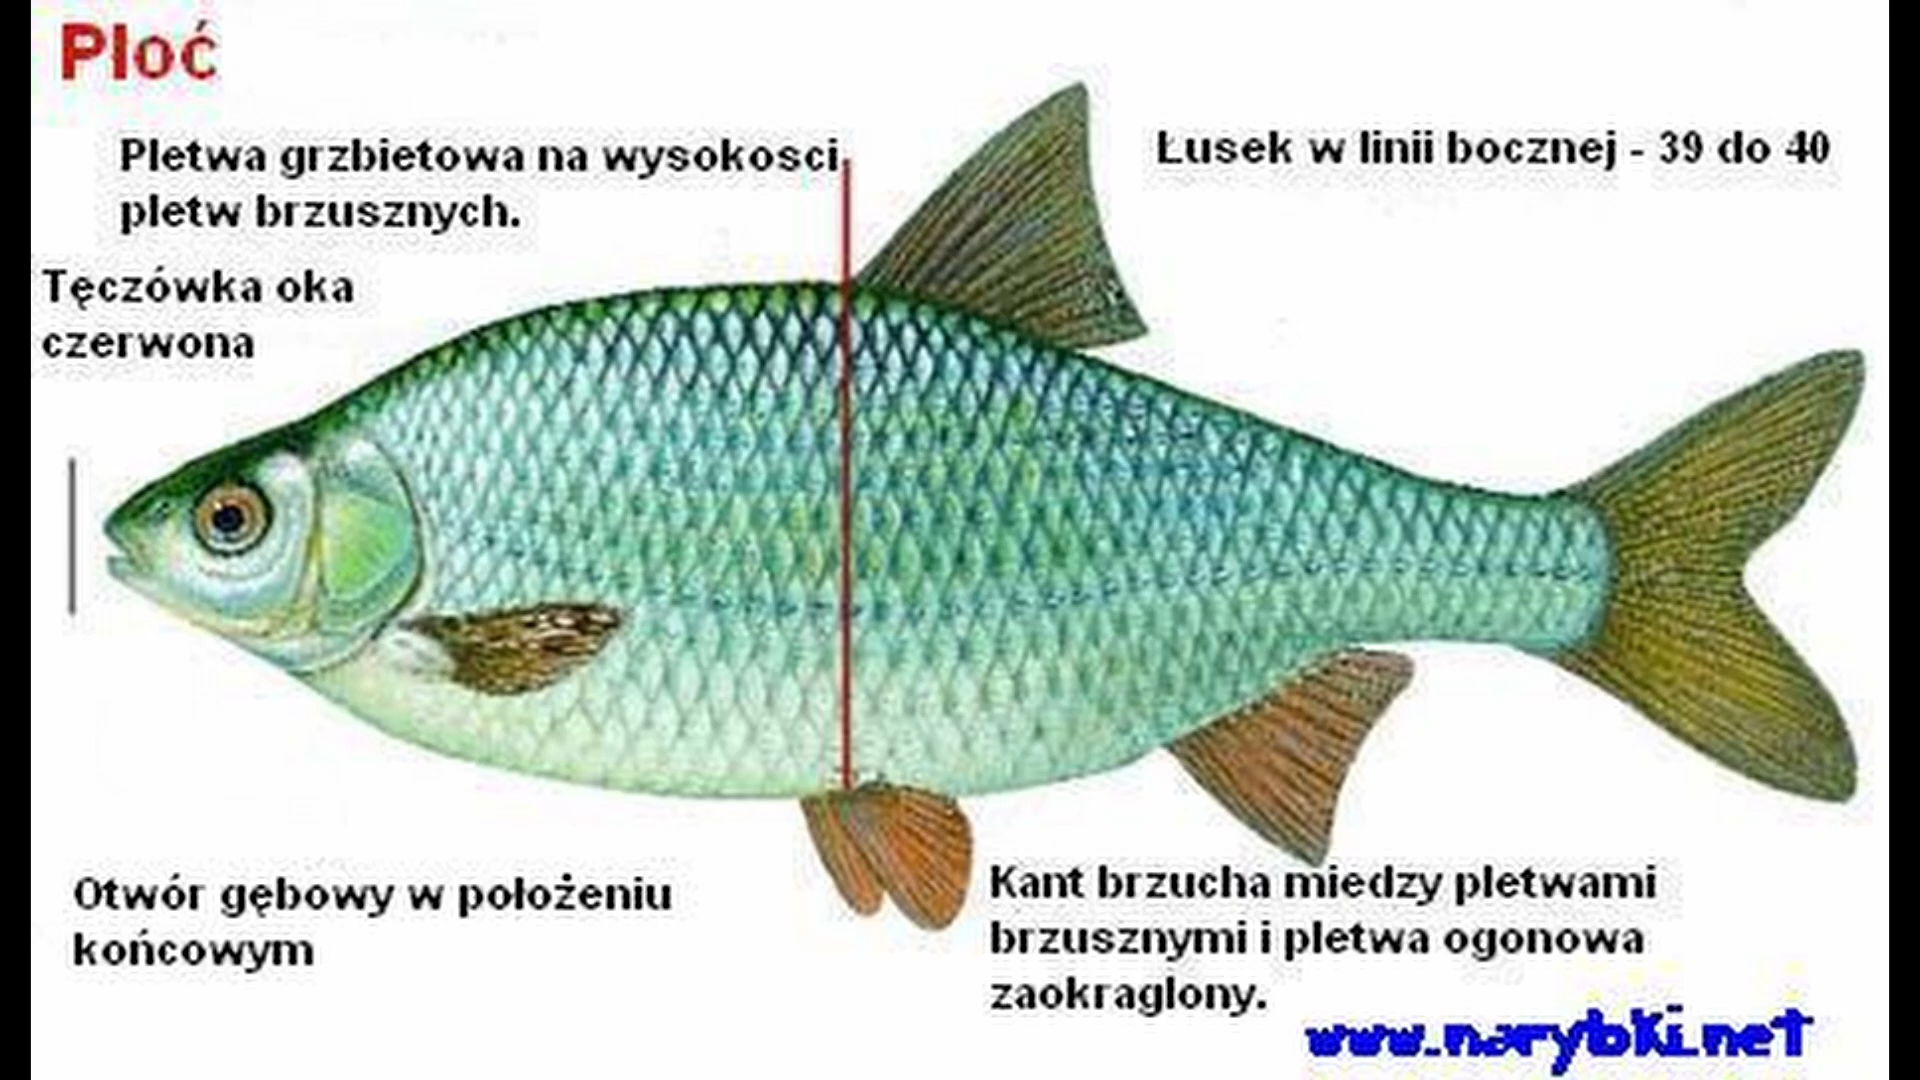 Płoć
Pletwa grzbietowa na wysokosci
pletw brzusznych.
Łusek w linii bocznej - 39 do 40
Tęczówka oka
czerwona
Otwór gębowy w położeniu
końcowym
Kant brzucha miedzy pletwami
brzusznymi i pletwa ogonowa
zaokraglony.
www.narybki.net